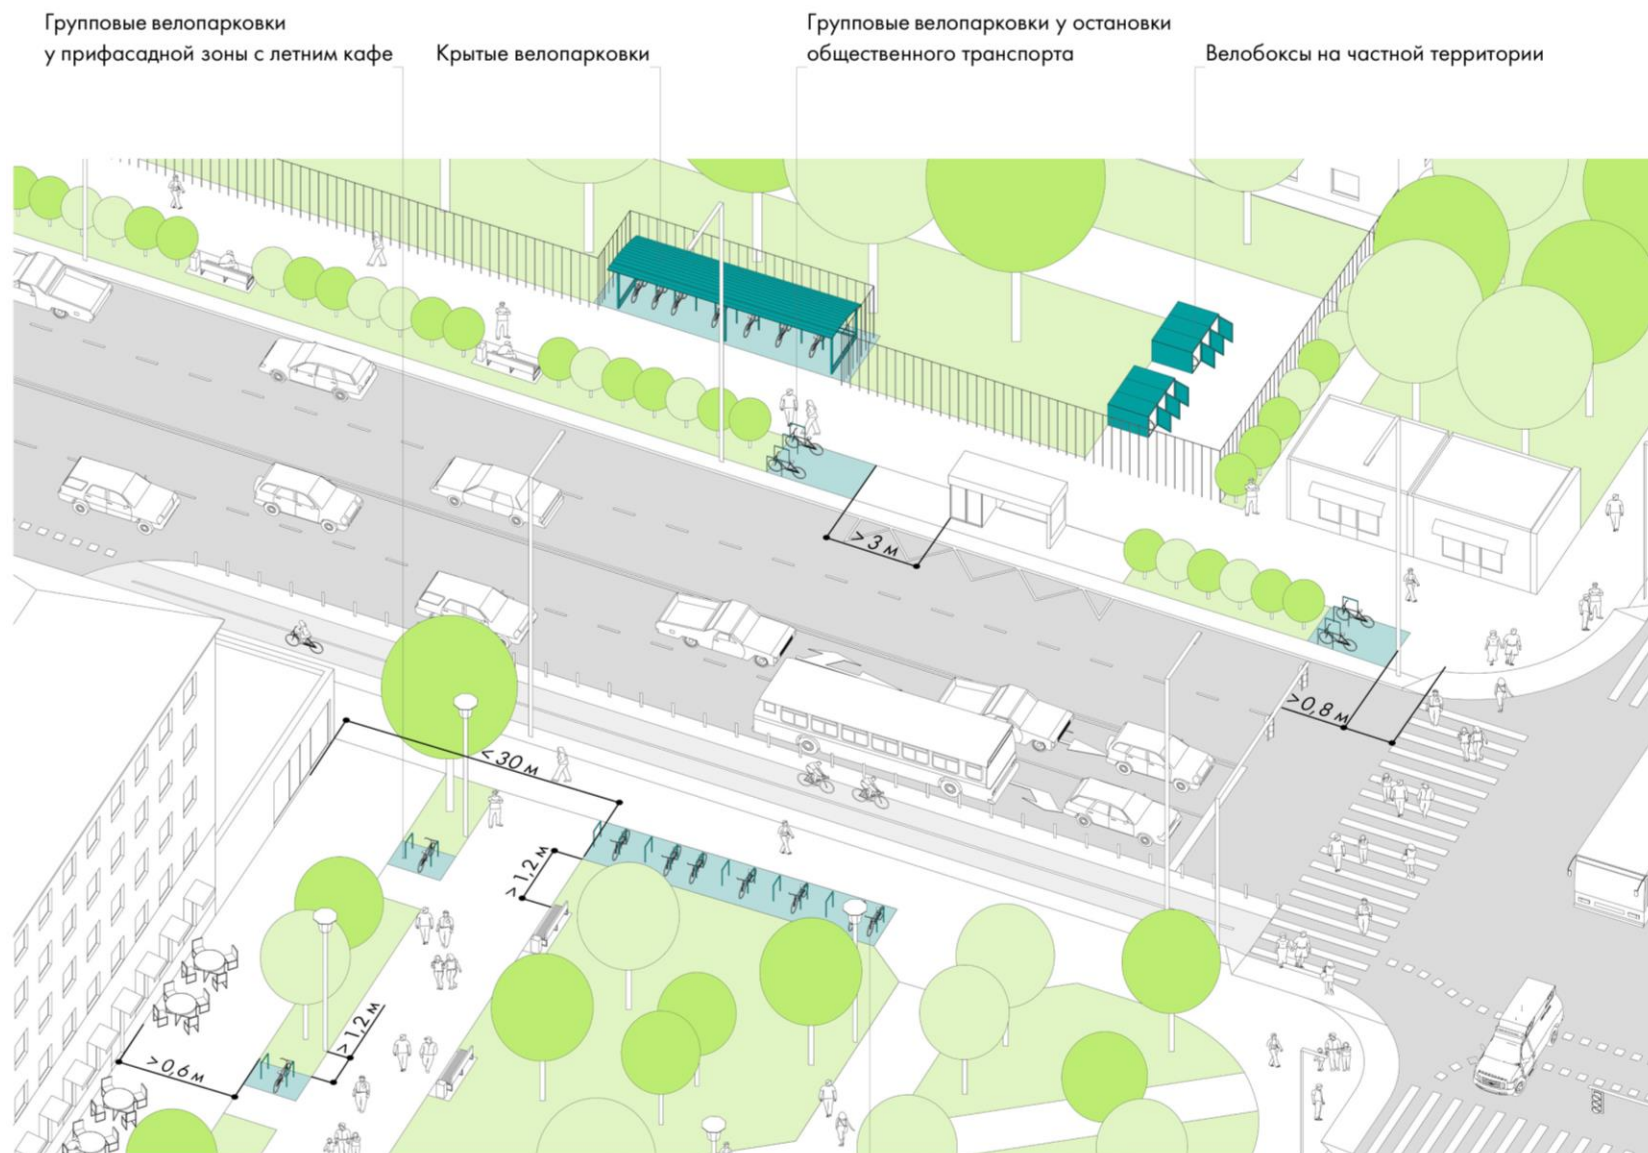 Групповые велопарковки
у прифасадной зоны с летним кафе
Крытые велопарковки
Групповые велопарковки у остановки
общественного транспорта
Велобоксы на частной территории
>3 м
>0,8 м
<30 м
>1,2 м
>1,2 м
>0,6 м